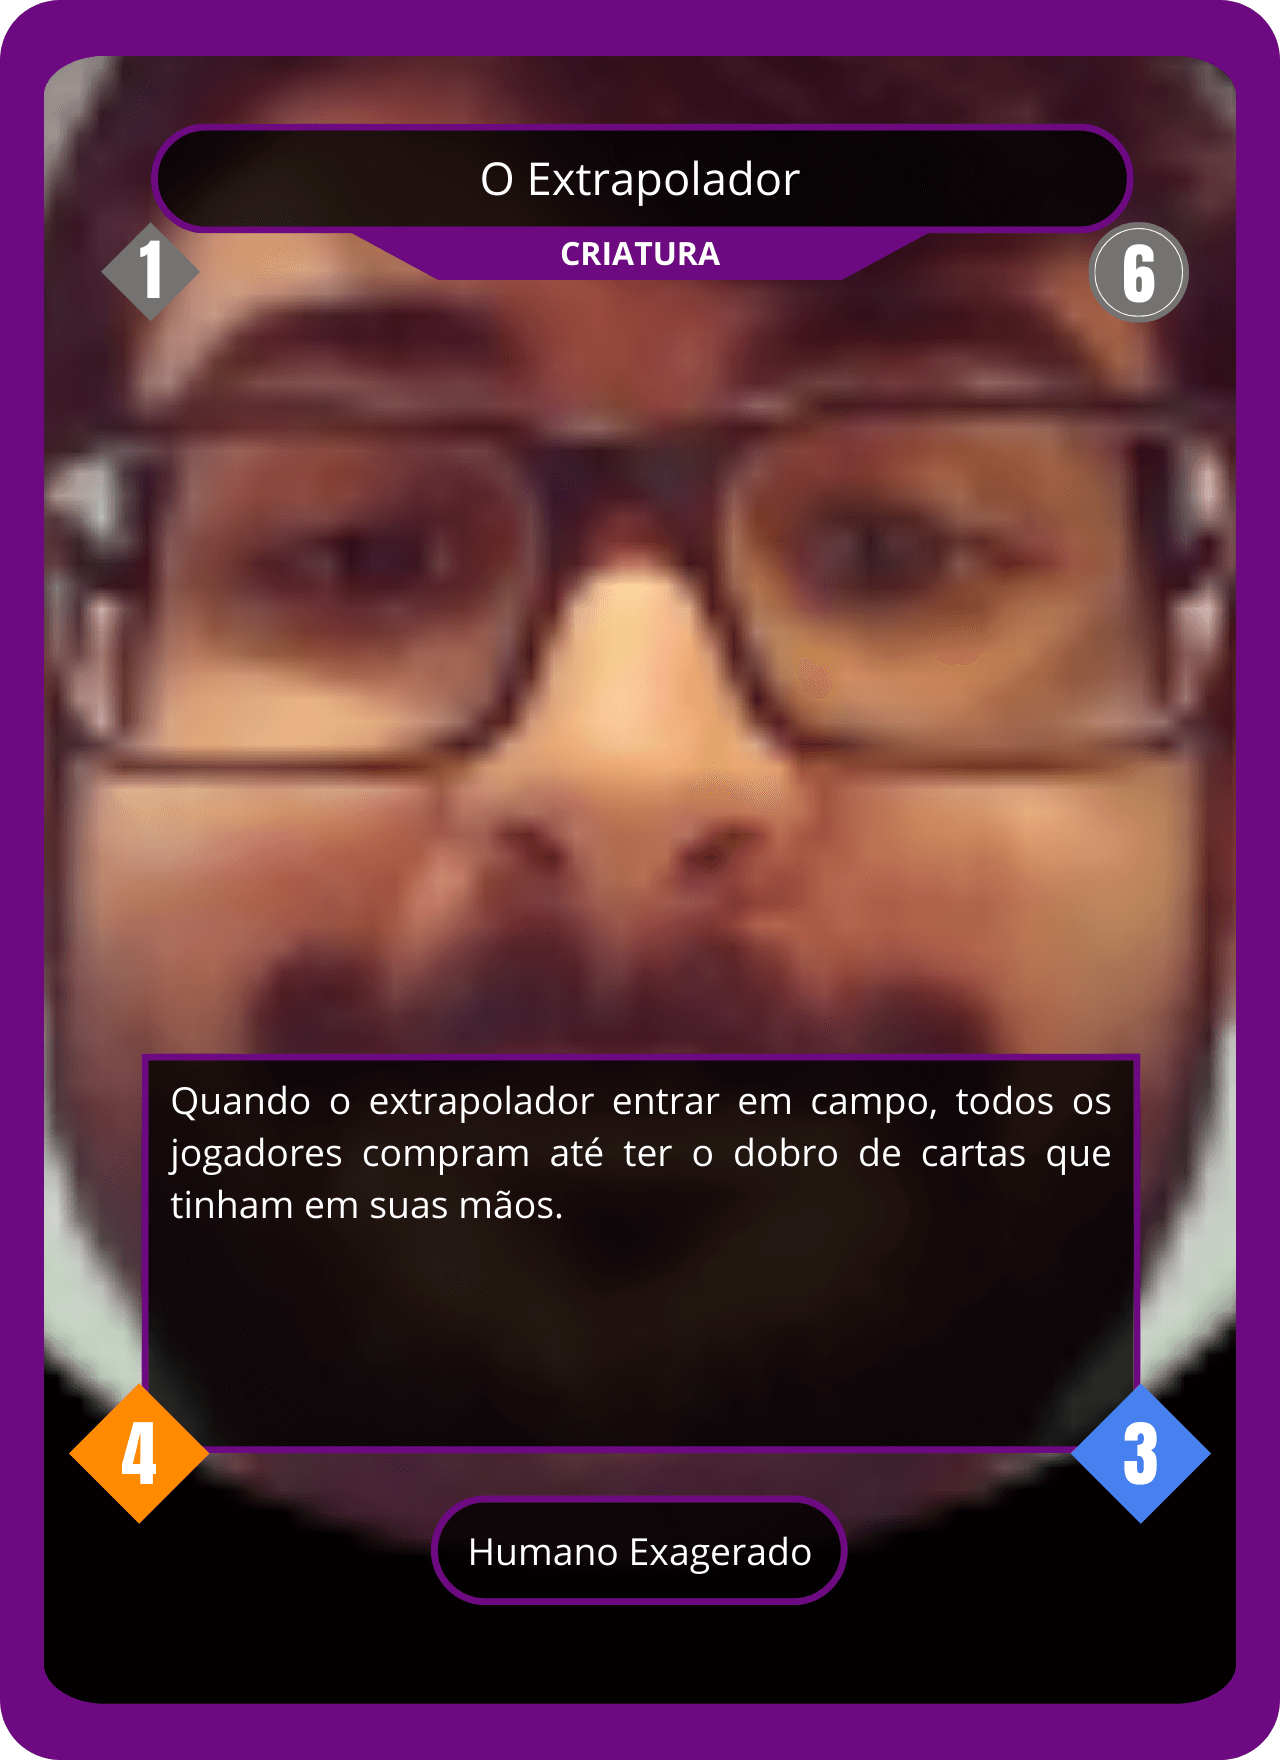 O Extrapolador
CRIATURA
1
6
Quando o extrapolador entrar em campo, todos os
jogadores compram até ter o dobro de cartas que
tinham em suas mãos.
4
3
Humano Exagerado